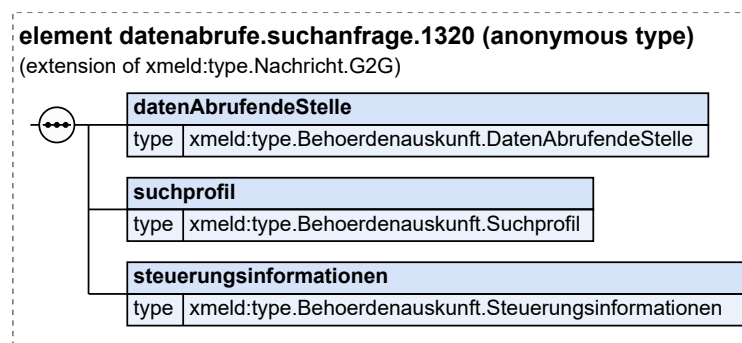 element datenabrufe.suchanfrage.1320 (anonymous type)
(extension of xmeld:type.Nachricht.G2G)
datenAbrufendeStelle
type xmeld:type.Behoerdenauskunft.DatenAbrufendeStelle
suchprofil
type xmeld:type.Behoerdenauskunft.Suchprofil
steuerungsinformationen
type xmeld:type.Behoerdenauskunft.Steuerungsinformationen